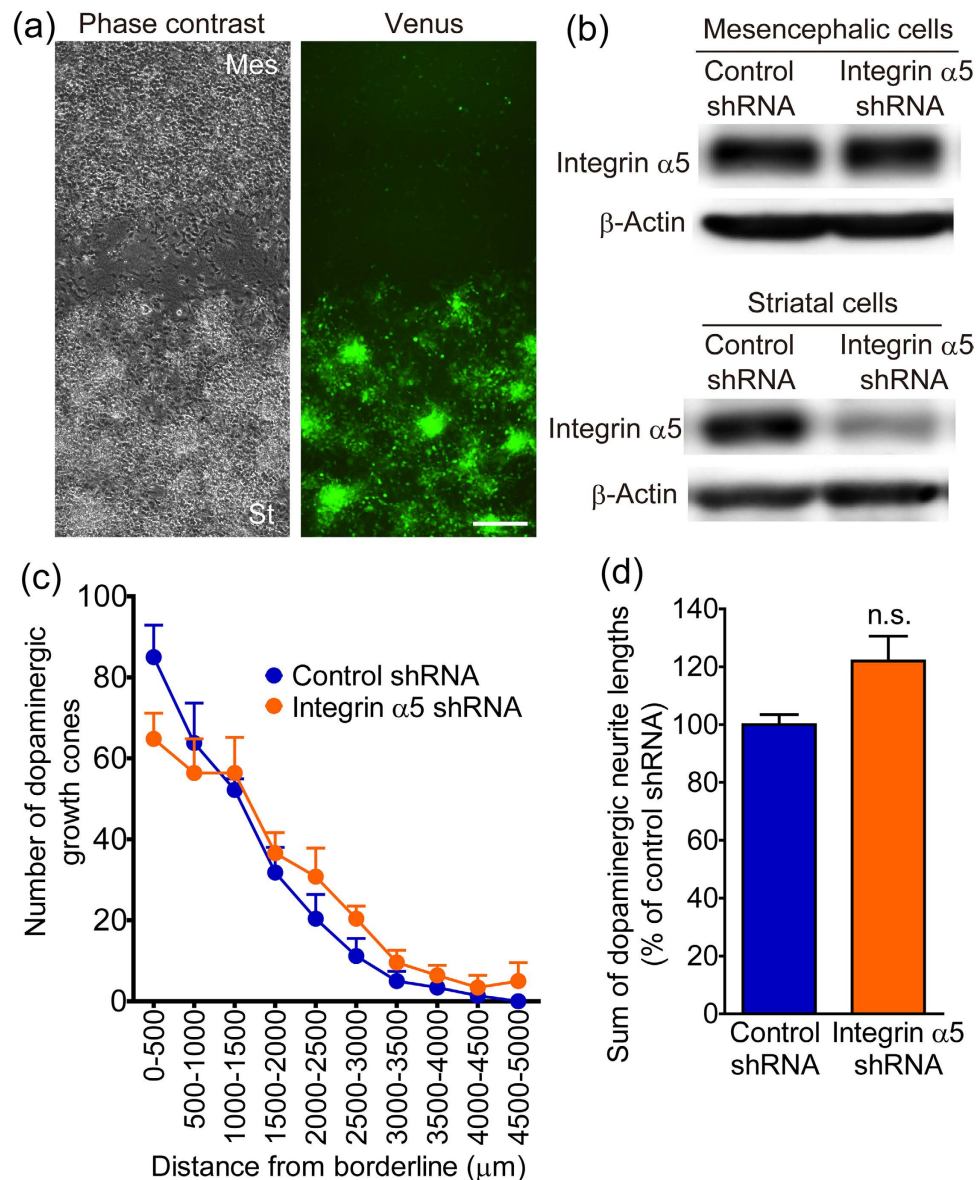 (a)
Phase contrast
Venus
Mes
St
(b)
Mesencephalic cells
Control
shRNA
Integrin α5
shRNA
Integrin α5
β-Actin
Striatal cells
Control
shRNA
Integrin α5
shRNA
Integrin α5
β-Actin
(c)
Number of dopaminergic
growth cones
100
80
60
40
20
0
Control shRNA
Integrin α5 shRNA
0-500
500-1000
1000-1500
1500-2000
2000-2500
2500-3000
3000-3500
3500-4000
4000-4500
4500-5000
Distance from borderline (μm)
(d)
Sum of dopaminergic neurite lengths
(% of control shRNA)
140
120
100
80
60
40
20
0
n.s.
Control
shRNA
Integrin α5
shRNA